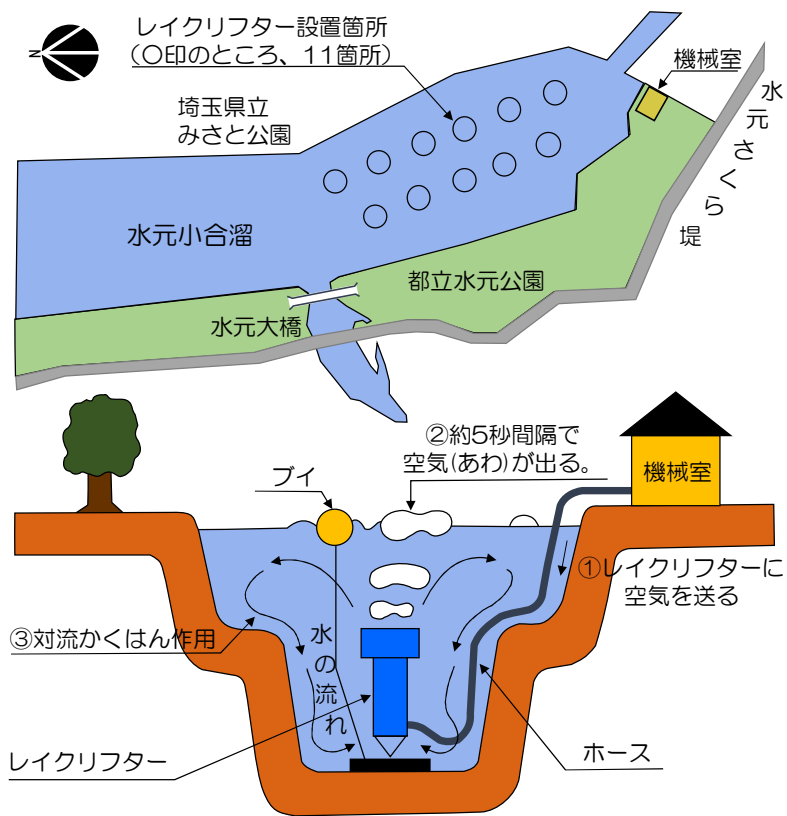 レイクリフター設置箇所
(〇印のところ、11箇所)
N
機械室
水元さくら堤
埼玉県立
みさと公園
水元小合溜
都立水元公園
水元大橋
②約5秒間隔で
空気(あわ)が出る。
機械室
ブイ
①レイクリフターに
空気を送る
③対流かくはん作用
水の流れ
レイクリフター
ホース